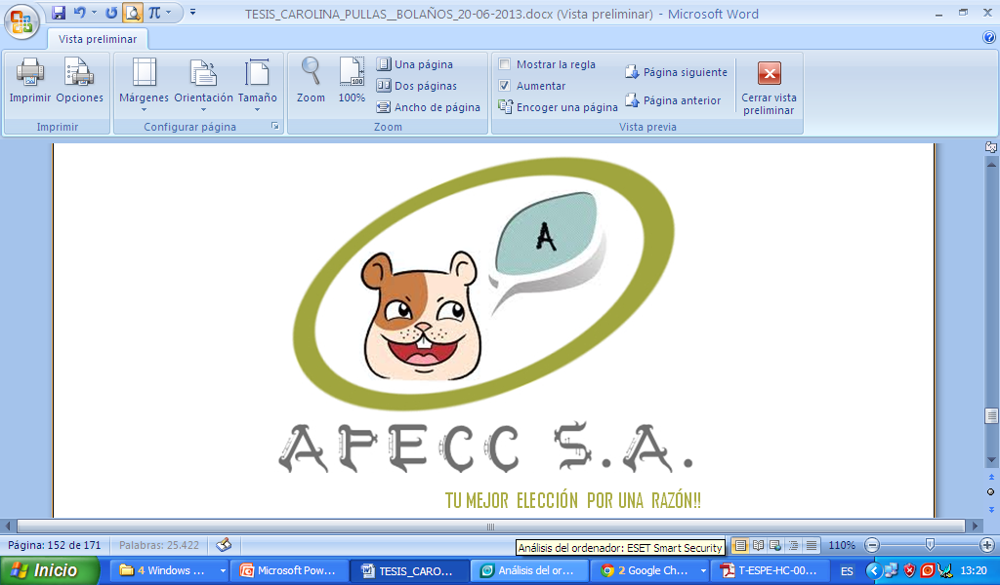 TESIS_CAROLINA_PULLAS__BOLAÑOS_20-06-2013.docx (Vista preliminar) - Microsoft Word
Vista preliminar
Imprimir
Opciones
Imprimir
Márgenes
Orientación
Tamaño
Configurar página
Zoom
100%
Una página
Dos páginas
Ancho de página
Zoom
Mostrar la regla
Aumentar
Encoger una página
Página siguiente
Página anterior
Vista previa
Cerrar vista
preliminar
A
APECC S.A.
TU MEJOR ELECCIÓN POR UNA RAZÓN!!
Página: 152 de 171
Palabras: 25.422
Análisis del ordenador: ESET Smart Security
110%
Inicio
4 Windows ...
Microsoft Pow...
TESIS_CARO...
Análisis del or...
2 Google Ch...
T-ESPE-HC-00...
ES
13:20